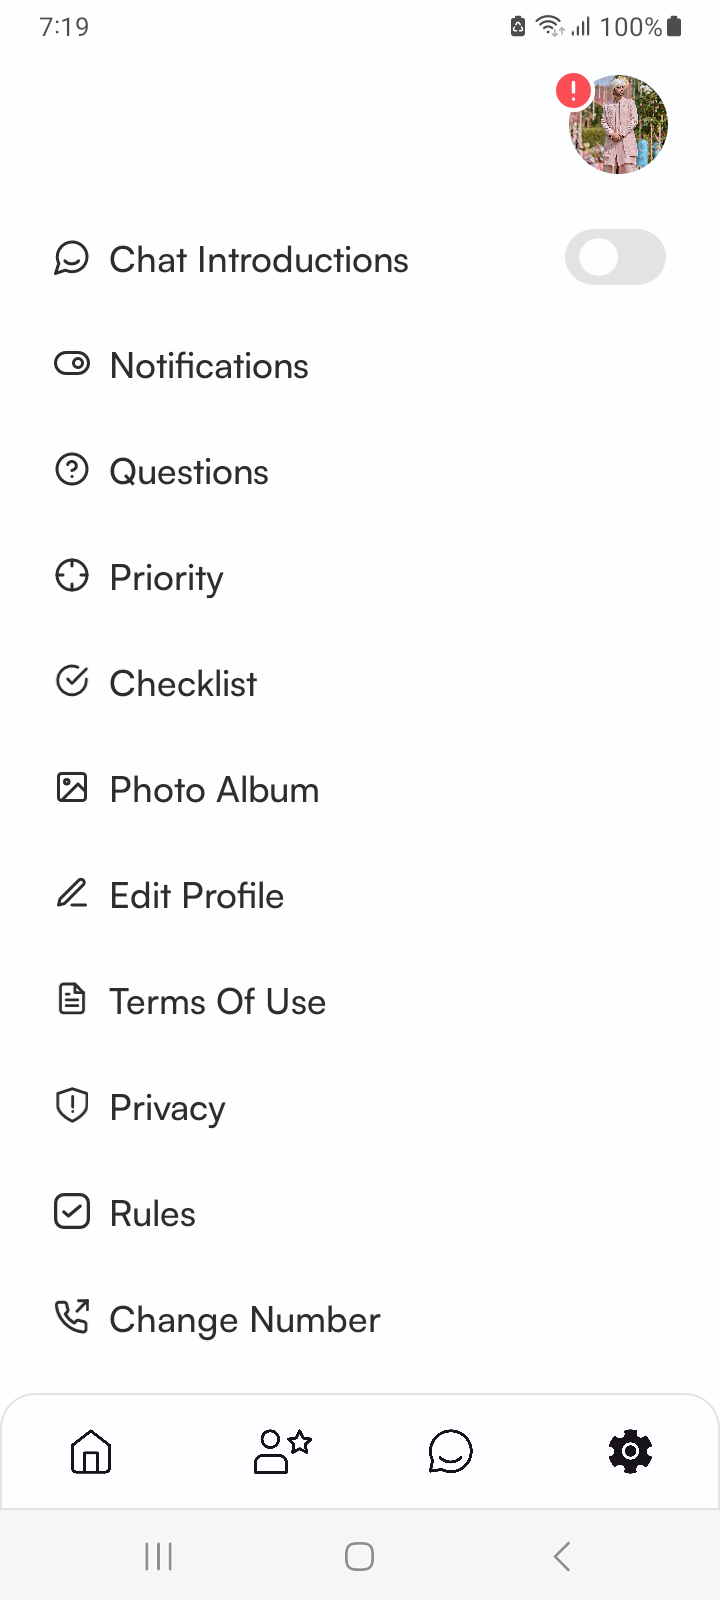 7:19
100%
Chat Introductions
Notifications
Questions
Priority
Checklist
Photo Album
Edit Profile
Terms Of Use
Privacy
Rules
Change Number